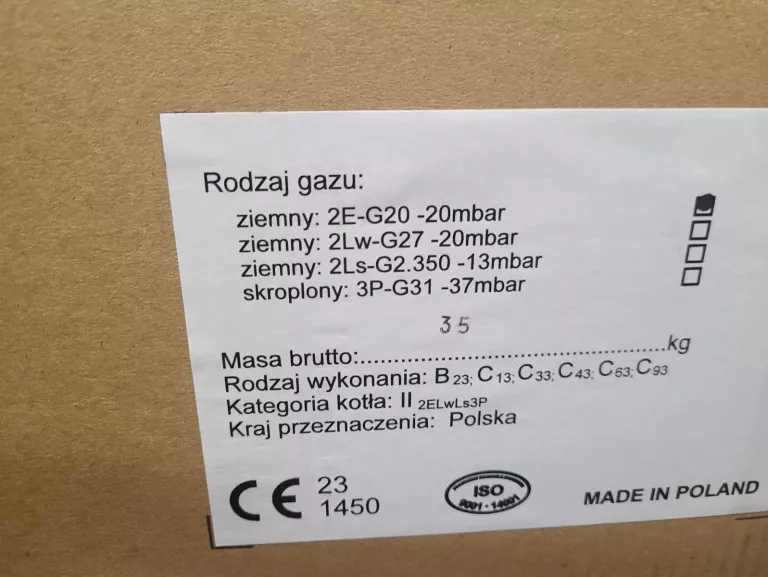 Rodzaj gazu:
ziemny: 2E-G20 -20mbar
ziemny: 2Lw-G27 -20mbar
ziemny: 2Ls-G2.350 -13mbar
skroplony: 3P-G31 -37mbar
35
Masa brutto:..........................................................kg
Rodzaj wykonania: B23; C13; C33; C43; C63; C93
Kategoria kotła: II 2ELwLs3P
Kraj przeznaczenia: Polska
CE 23
1450
ISO
9001 - 14001
MADE IN POLAND